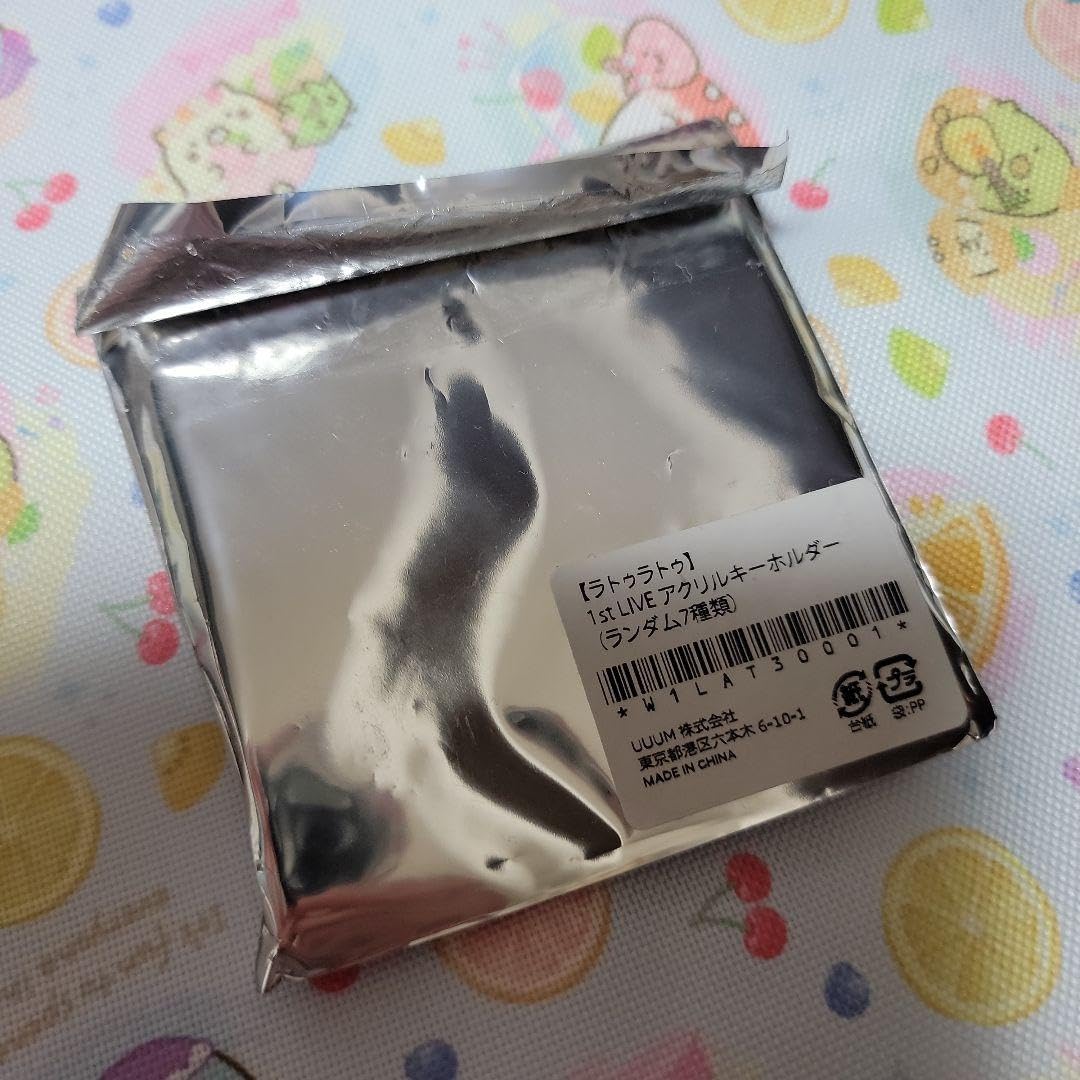 【ラトゥラトゥ】
1st LIVE アクリルキーホルダー
(ランダム7種類)
*W1LAT30001*
紙 プラ
台紙 袋:PP
UUUM 株式会社
東京都港区六本木 6-10-1
MADE IN CHINA